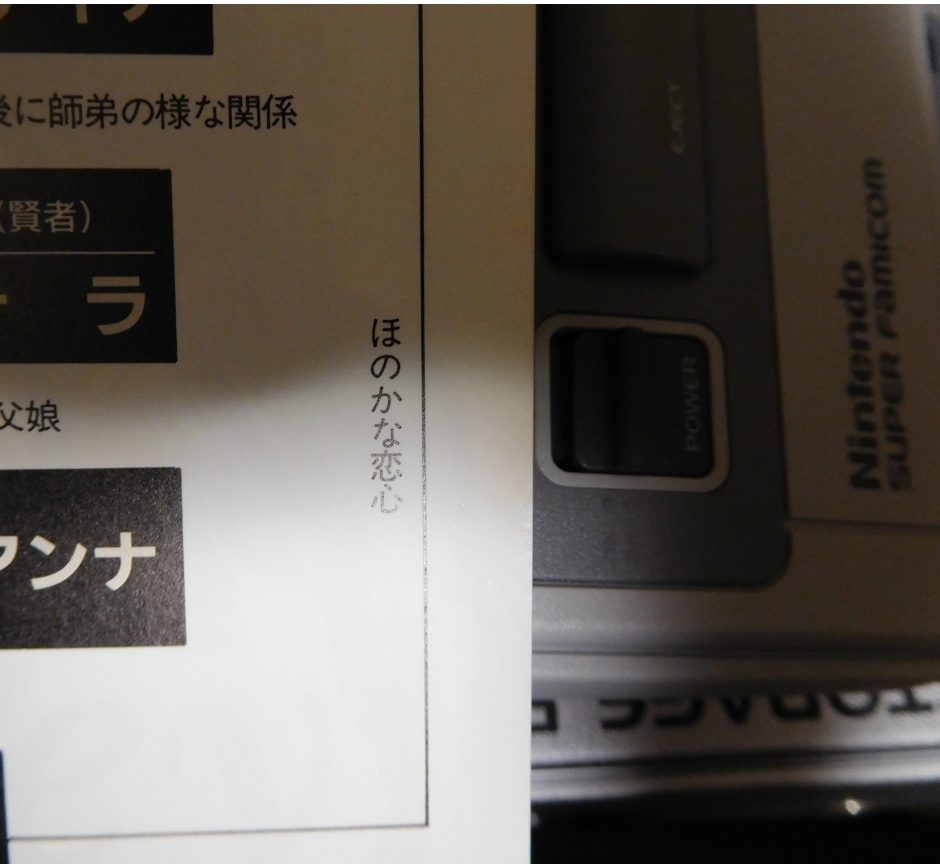 後に師弟の様な関係
(賢者)
ラ
父娘
アンナ
ほのかな恋心
EJECT
POWER
Nintendo
SUPER FAMICOM